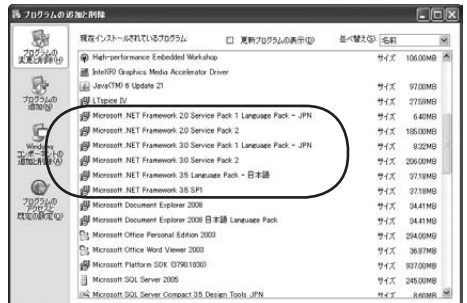 プログラムの追加と削除
現在インストールされているプログラム: 更新プログラムの表示(D) 並べ替え(S): 名前
プログラムの
変更と削除(H)
プログラムの
追加(N)
Windows
コンポーネントの
追加と削除(A)
プログラムの
アクセスと
既定の設定(O)
High-performance Embedded Workshop サイズ 106.00MB
Intel(R) Graphics Media Accelerator Driver
Java(TM) 6 Update 21 サイズ 97.00MB
LTspice IV サイズ 27.59MB
Microsoft .NET Framework 2.0 Service Pack 1 Language Pack - JPN サイズ 6.40MB
Microsoft .NET Framework 2.0 Service Pack 2 サイズ 185.00MB
Microsoft .NET Framework 3.0 Service Pack 1 Language Pack - JPN サイズ 8.32MB
Microsoft .NET Framework 3.0 Service Pack 2 サイズ 206.00MB
Microsoft .NET Framework 3.5 Language Pack - 日本語 サイズ 37.18MB
Microsoft .NET Framework 3.5 SP1 サイズ 37.18MB
Microsoft Document Explorer 2008 サイズ 34.41MB
Microsoft Document Explorer 2008 日本語 Language Pack サイズ 34.41MB
Microsoft Office Personal Edition 2003 サイズ 294.00MB
Microsoft Office Word Viewer 2003 サイズ 36.87MB
Microsoft Platform SDK (3790.1830) サイズ 937.00MB
Microsoft SQL Server 2005 サイズ 245.00MB
Microsoft SQL Server Compact 3.5 Design Tools JPN サイズ 8.60MB